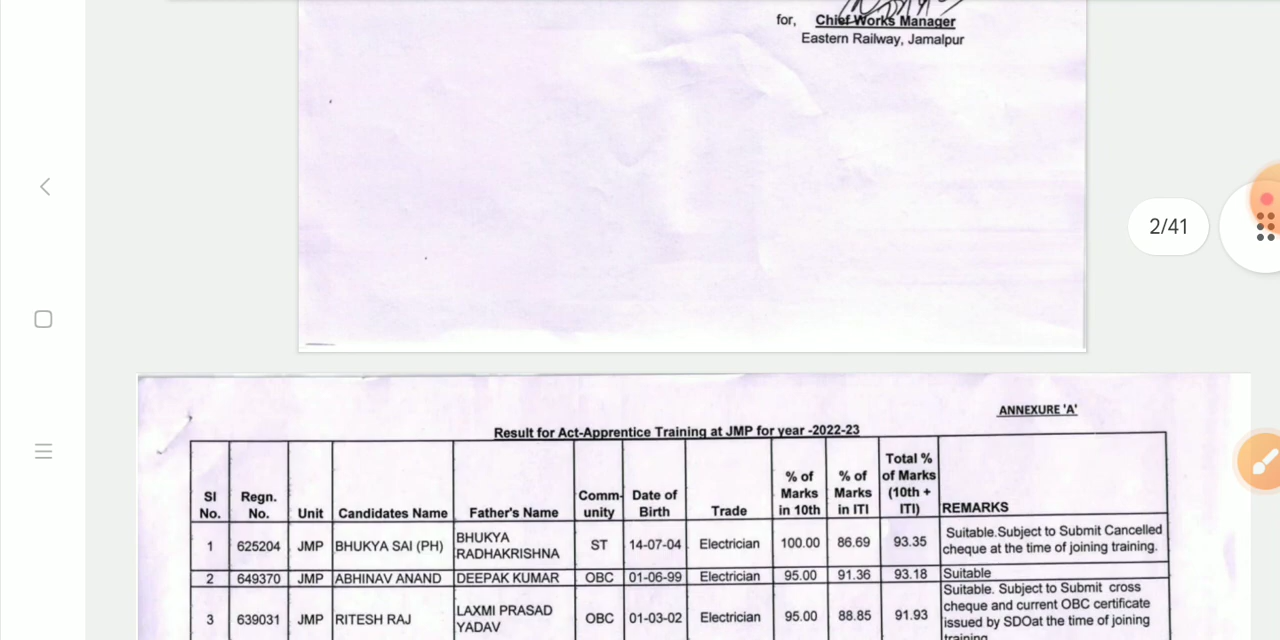 for, Chief Works Manager
Eastern Railway, Jamalpur
2/41
ANNEXURE 'A'
Result for Act-Apprentice Training at JMP for year -2022-23
Sl No. Regn. No. Unit Candidates Name Father's Name Comm-unity Date of Birth Trade % of Marks in 10th % of Marks in ITI Total % of Marks (10th + ITI) REMARKS
1 625204 JMP BHUKYA SAI (PH) BHUKYA RADHAKRISHNA ST 14-07-04 Electrician 100.00 86.69 93.35 Suitable.Subject to Submit Cancelled cheque at the time of joining training.
2 649370 JMP ABHINAV ANAND DEEPAK KUMAR OBC 01-06-99 Electrician 95.00 91.36 93.18 Suitable
3 639031 JMP RITESH RAJ LAXMI PRASAD YADAV OBC 01-03-02 Electrician 95.00 88.85 91.93 Suitable. Subject to Submit cross cheque and current OBC certificate issued by SDOat the time of joining training